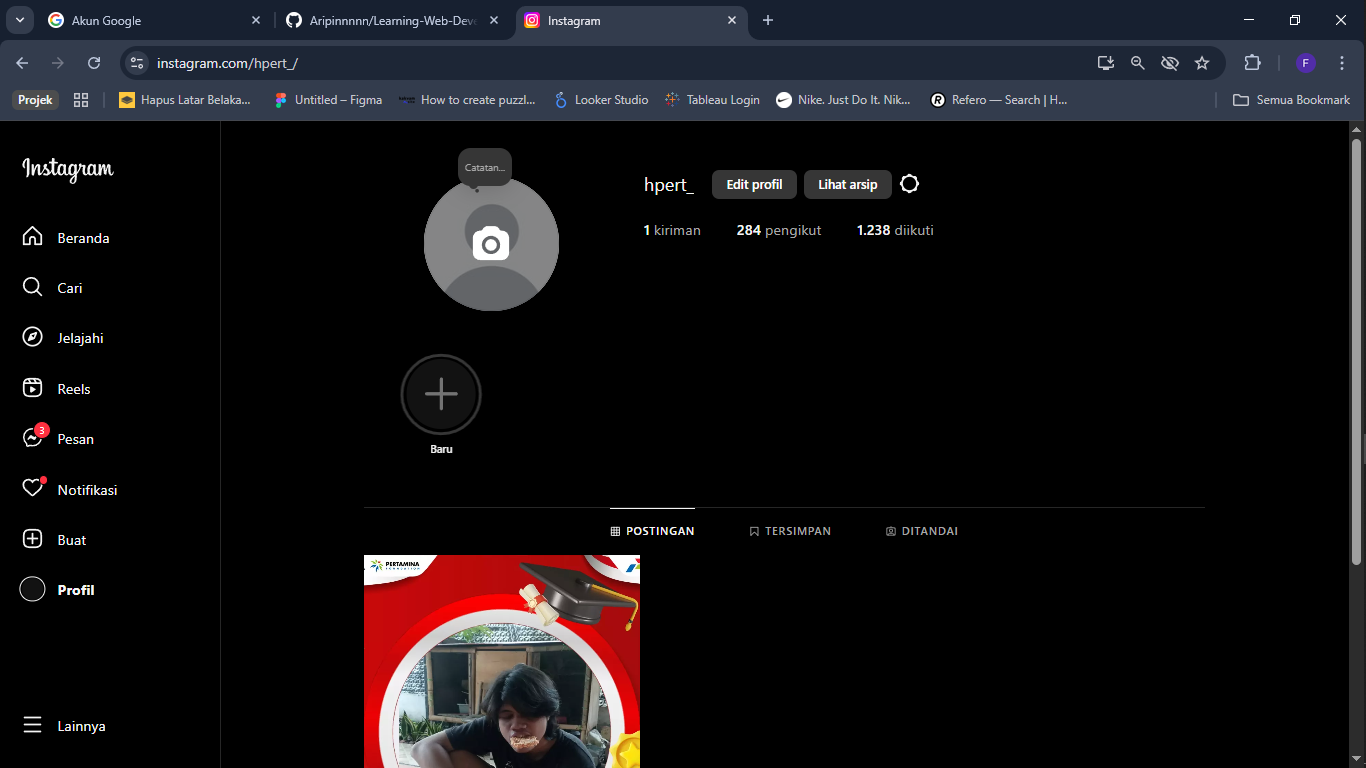 Akun Google
Aripinnnnn/Learning-Web-Deve
Instagram
instagram.com/hpert_/
Projek
Hapus Latar Belaka...
Untitled – Figma
How to create puzzl...
Looker Studio
Tableau Login
Nike. Just Do It. Nik...
Refero — Search | H...
Semua Bookmark
F
Instagram
Beranda
Cari
Jelajahi
Reels
3
Pesan
Notifikasi
Buat
Profil
Lainnya
Catatan...
hpert_
Edit profil
Lihat arsip
1 kiriman
284 pengikut
1.238 diikuti
Baru
POSTINGAN
TERSIMPAN
DITANDAI
PERTAMINA